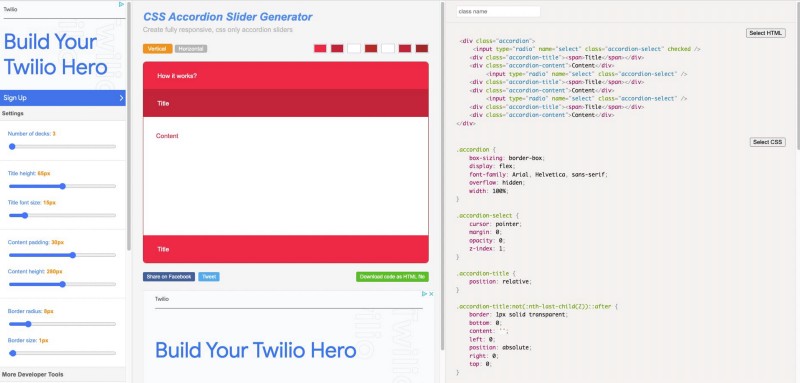 Twilio
Build Your
Twilio Hero
Sign Up
Settings
Number of decks: 3
Title height: 65px
Title font size: 15px
Content padding: 30px
Content height: 280px
Border radius: 5px
Border size: 1px
More Developer Tools
CSS Accordion Slider Generator
Create fully responsive, css only accordion sliders
Vertical
Horizontal
How it works?
Title
Content
Title
Share on Facebook
Tweet
Download code as HTML file
Twilio
Build Your Twilio Hero
class name
Select HTML
<div class="accordion">
<input type="radio" name="select" class="accordion-select" checked />
<div class="accordion-title"><span>Title</span></div>
<div class="accordion-content">Content</div>
<input type="radio" name="select" class="accordion-select" />
<div class="accordion-title"><span>Title</span></div>
<div class="accordion-content">Content</div>
<input type="radio" name="select" class="accordion-select" />
<div class="accordion-title"><span>Title</span></div>
<div class="accordion-content">Content</div>
</div>
Select CSS
.accordion {
box-sizing: border-box;
display: flex;
font-family: Arial, Helvetica, sans-serif;
overflow: hidden;
width: 100%;
}
.accordion-select {
cursor: pointer;
margin: 0;
opacity: 0;
z-index: 1;
}
.accordion-title {
position: relative;
}
.accordion-title:not(:nth-last-child(2))::after {
border: 1px solid transparent;
bottom: 0;
content: '';
left: 0;
position: absolute;
right: 0;
top: 0;
}